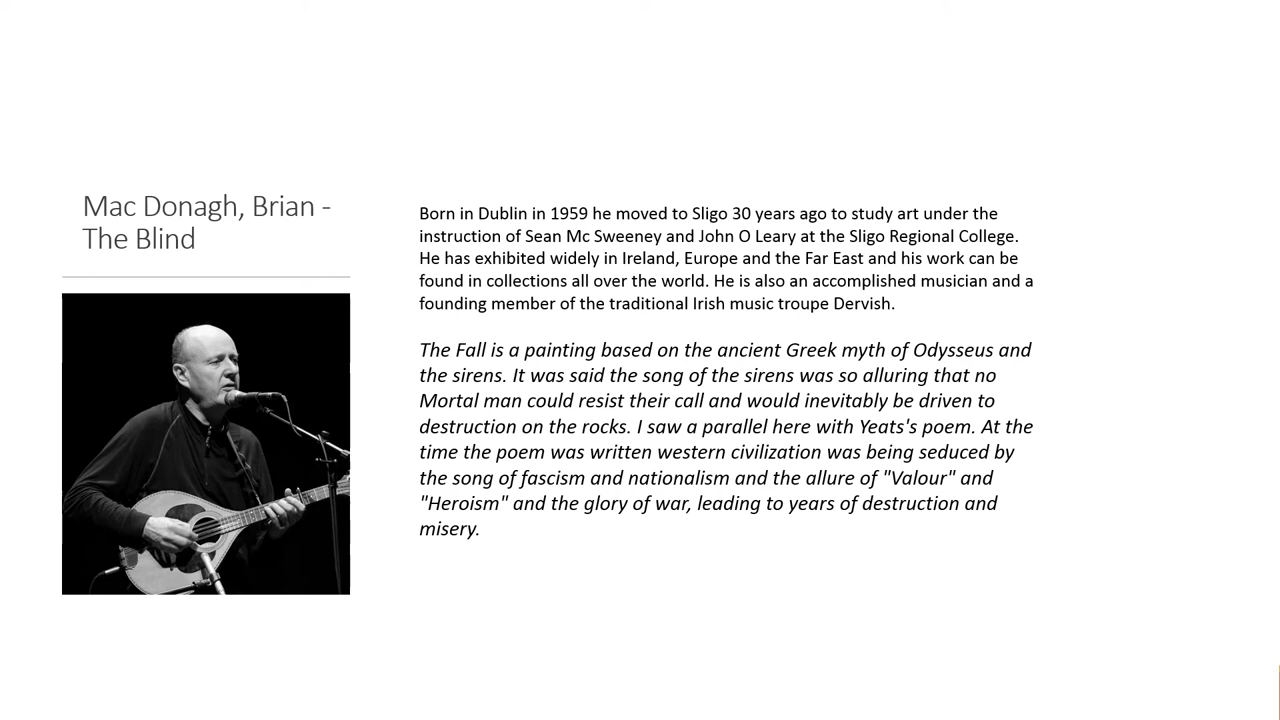 Mac Donagh, Brian -
The Blind
Born in Dublin in 1959 he moved to Sligo 30 years ago to study art under the
instruction of Sean Mc Sweeney and John O Leary at the Sligo Regional College.
He has exhibited widely in Ireland, Europe and the Far East and his work can be
found in collections all over the world. He is also an accomplished musician and a
founding member of the traditional Irish music troupe Dervish.
The Fall is a painting based on the ancient Greek myth of Odysseus and
the sirens. It was said the song of the sirens was so alluring that no
Mortal man could resist their call and would inevitably be driven to
destruction on the rocks. I saw a parallel here with Yeats's poem. At the
time the poem was written western civilization was being seduced by
the song of fascism and nationalism and the allure of "Valour" and
"Heroism" and the glory of war, leading to years of destruction and
misery.